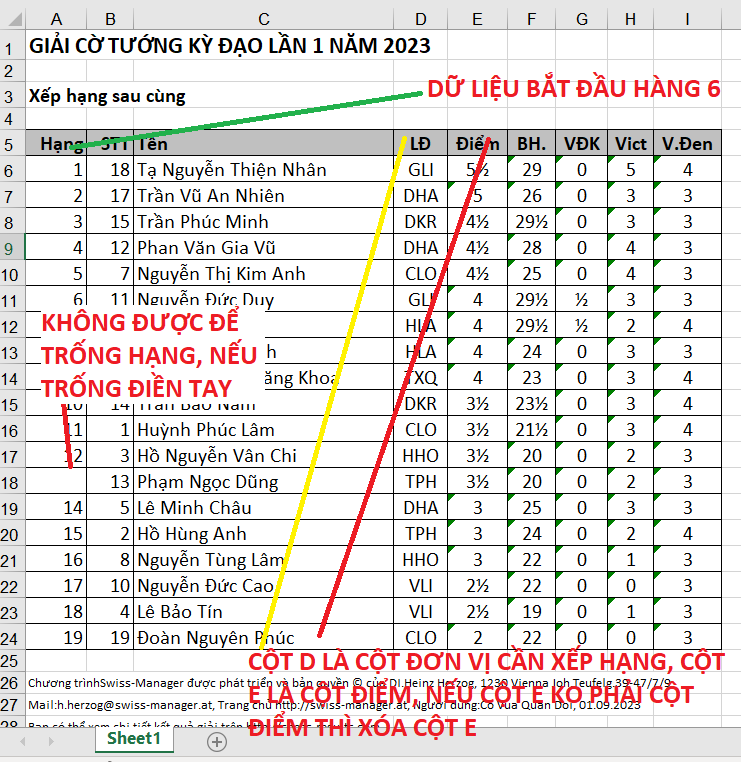 A B C D E F G H I
1 GIẢI CỜ TƯỚNG KỲ ĐẠO LẦN 1 NĂM 2023
2
DỮ LIỆU BẮT ĐẦU HÀNG 6
3 Xếp hạng sau cùng
4
5 Hạng STT Tên LĐ Điểm BH. VĐK Vict V.Đen
6 1 18 Tạ Nguyễn Thiện Nhân GLI 5½ 29 0 5 4
7 2 17 Trần Vũ An Nhiên DHA 5 26 0 3 3
8 3 15 Trần Phúc Minh DKR 4½ 29½ 0 3 3
9 4 12 Phan Văn Gia Vũ DHA 4½ 28 0 4 3
10 5 7 Nguyễn Thị Kim Anh CLO 4½ 25 0 4 3
11 6 11 Nguyễn Đức Duy GLI 4 29½ ½ 3 3
12 HLA 4 29½ ½ 2 4
KHÔNG ĐƯỢC ĐỂ
TRỐNG HẠNG, NẾU
TRỐNG ĐIỀN TAY
13 h HLA 4 24 0 3 3
14 ăng Khoa TXQ 4 23 0 3 4
15 10 14 Trần Bảo Nam DKR 3½ 23½ 0 3 4
16 11 1 Huỳnh Phúc Lâm CLO 3½ 21½ 0 3 4
17 12 3 Hồ Nguyễn Vân Chi HHO 3½ 20 0 2 3
18 13 Phạm Ngọc Dũng TPH 3½ 20 0 2 3
19 14 5 Lê Minh Châu DHA 3 25 0 3 3
20 15 2 Hồ Hùng Anh TPH 3 24 0 2 4
21 16 8 Nguyễn Tùng Lâm HHO 3 22 0 1 3
22 17 10 Nguyễn Đức Cao VLI 2½ 22 0 0 3
23 18 4 Lê Bảo Tín VLI 2½ 19 0 1 3
24 19 19 Đoàn Nguyên Phúc CLO 2 22 0 0 3
25
CỘT D LÀ CỘT ĐƠN VỊ CẦN XẾP HẠNG, CỘT
E LÀ CỘT ĐIỂM, NẾU CỘT E KO PHẢI CỘT
ĐIỂM THÌ XÓA CỘT E
26 Chương trìnhSwiss-Manager được phát triển và bản quyền © của DI.Heinz Herzog, 1230 Vienna Joh.Teufelg.39-47/7/9
27 Mail:h.herzog@swiss-manager.at, Trang chủ http://swiss-manager.at, Người dùng:Co Vua Quan Doi, 01.09.2023
28 Bạn có thể xem chi tiết kết quả giải trên
Sheet1